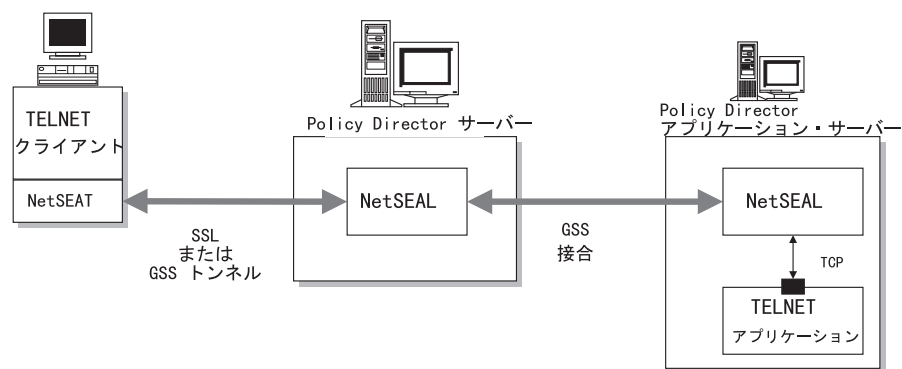 TELNET
クライアント
NetSEAT
SSL
または
GSS トンネル
Policy Director サーバー
NetSEAL
GSS
接合
Policy Director
アプリケーション・サーバー
NetSEAL
TCP
TELNET
アプリケーション